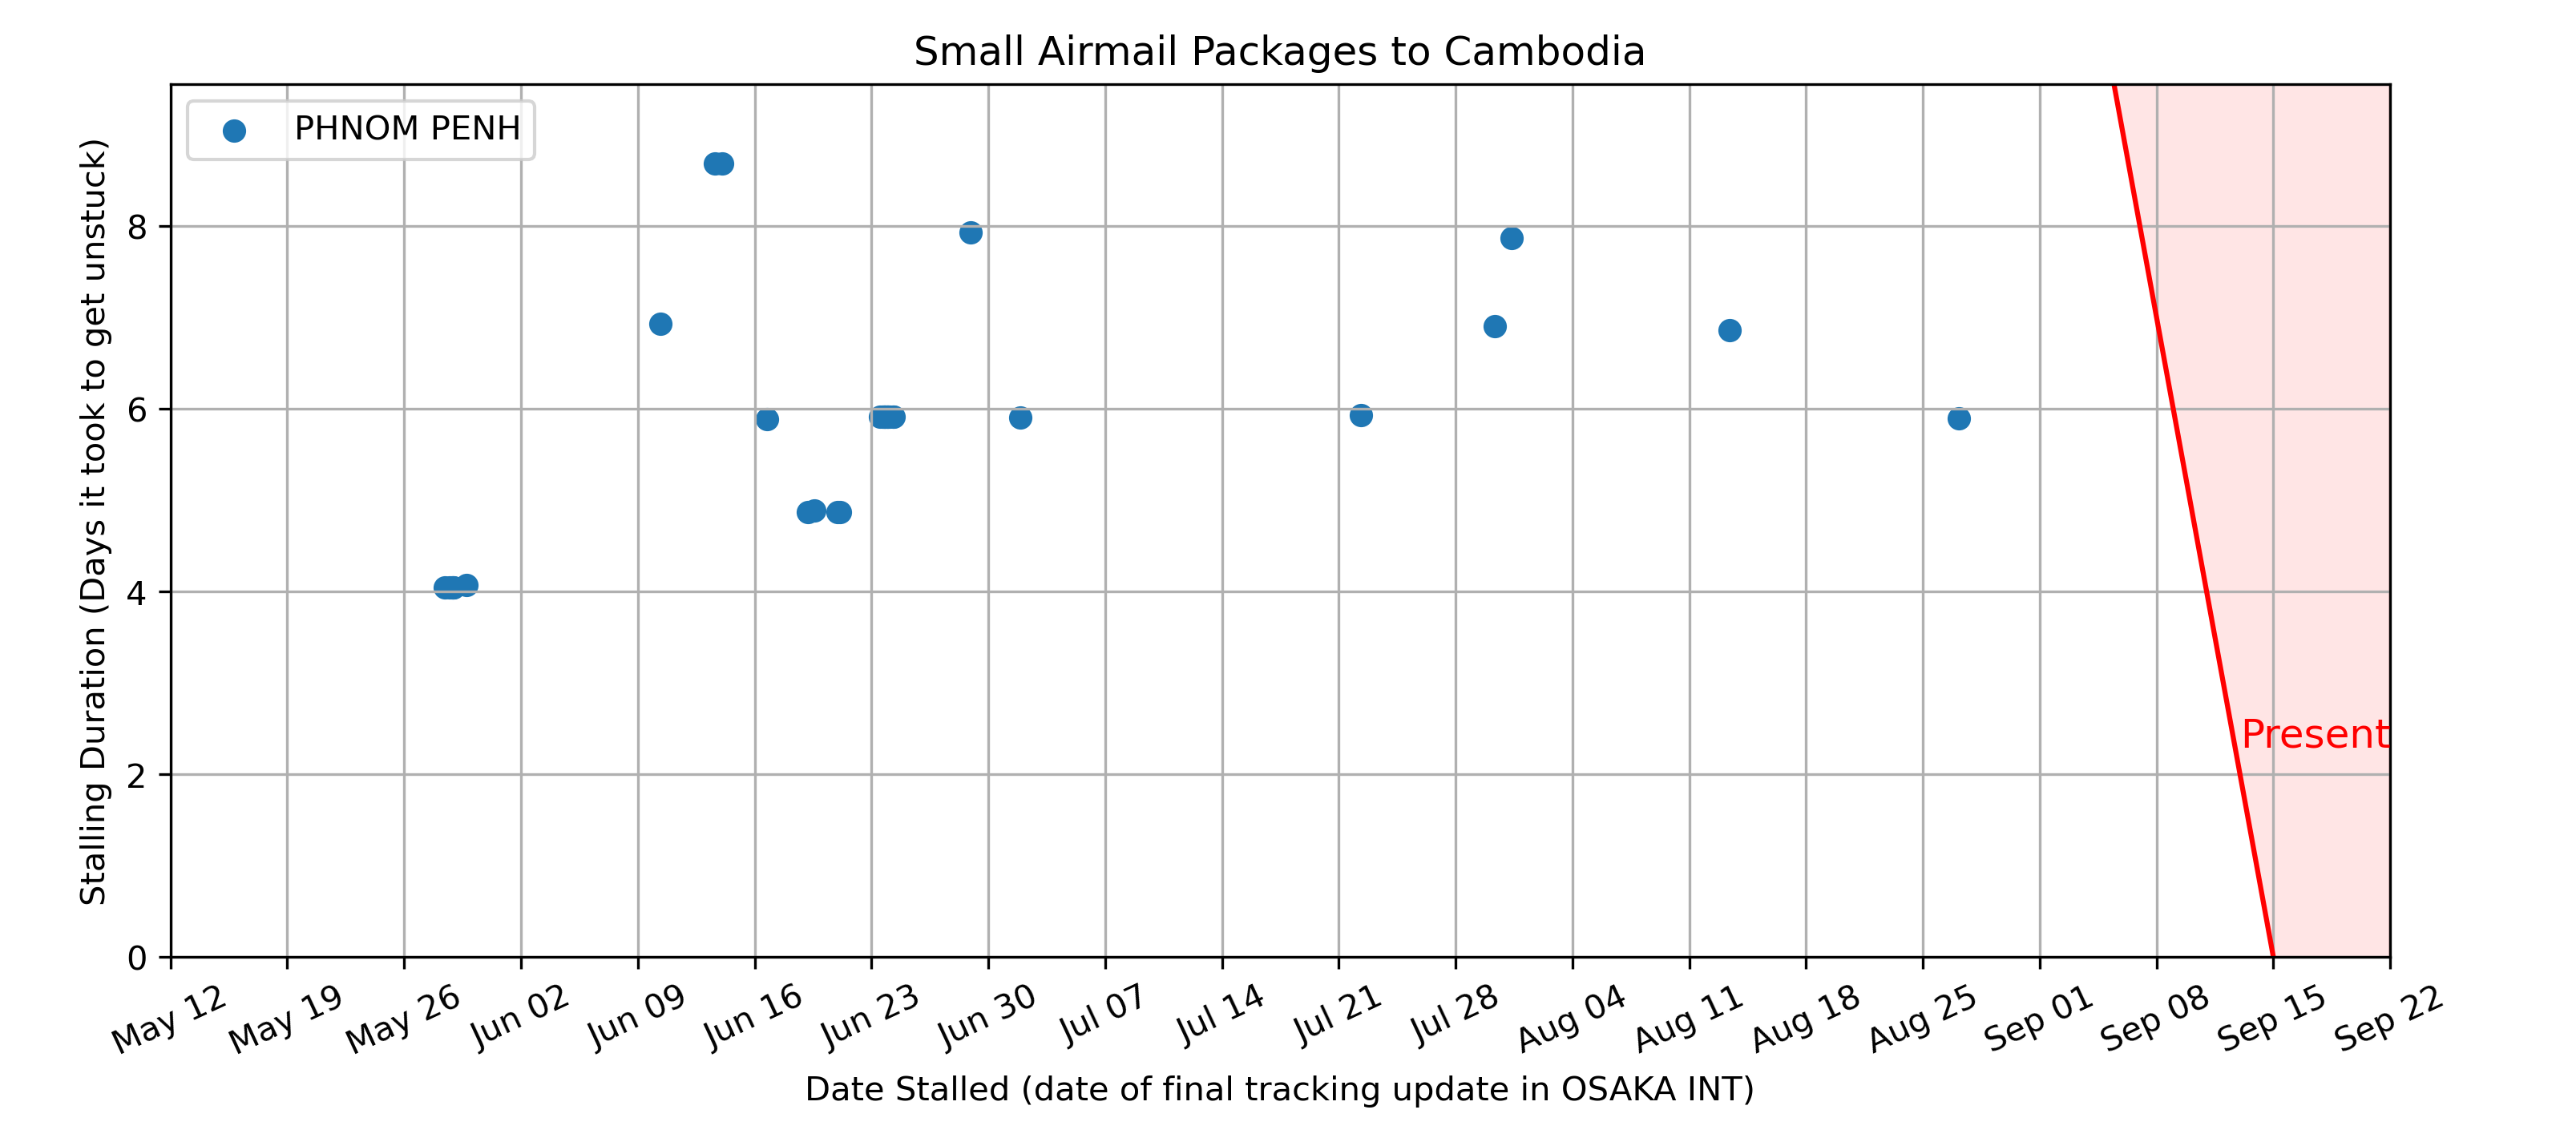 Small Airmail Packages to Cambodia
PHNOM PENH
Stalling Duration (Days it took to get unstuck)
8
6
4
2
0
Present
May 12
May 19
May 26
Jun 02
Jun 09
Jun 16
Jun 23
Jun 30
Jul 07
Jul 14
Jul 21
Jul 28
Aug 04
Aug 11
Aug 18
Aug 25
Sep 01
Sep 08
Sep 15
Sep 22
Date Stalled (date of final tracking update in OSAKA INT)